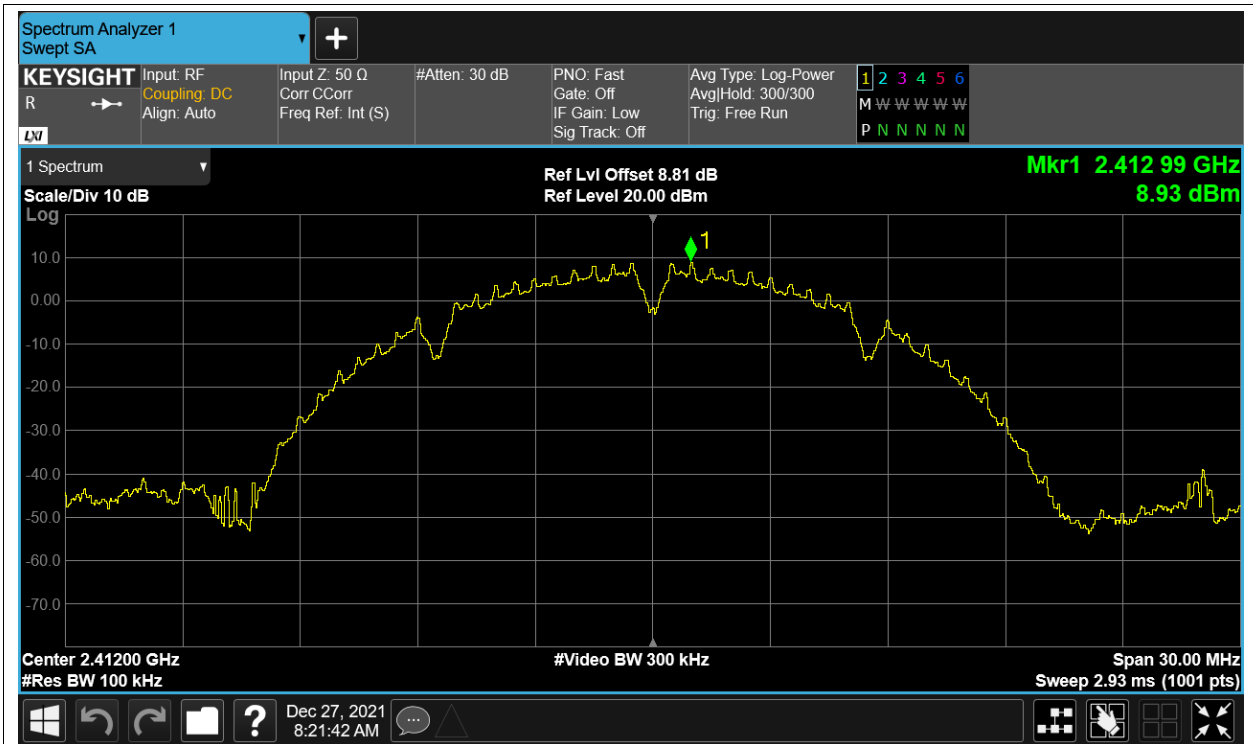 Spectrum Analyzer 1
Swept SA
KEYSIGHT
R
LXI
Input: RF
Coupling: DC
Align: Auto
Input Z: 50 Ω
Corr CCorr
Freq Ref: Int (S)
#Atten: 30 dB
PNO: Fast
Gate: Off
IF Gain: Low
Sig Track: Off
Avg Type: Log-Power
Avg|Hold: 300/300
Trig: Free Run
1 2 3 4 5 6
M W W W W W
P N N N N N
1 Spectrum
Scale/Div 10 dB
Ref Lvl Offset 8.81 dB
Ref Level 20.00 dBm
Mkr1 2.412 99 GHz
8.93 dBm
Log
1
10.0
0.00
-10.0
-20.0
-30.0
-40.0
-50.0
-60.0
-70.0
Center 2.41200 GHz
#Res BW 100 kHz
#Video BW 300 kHz
Span 30.00 MHz
Sweep 2.93 ms (1001 pts)
?
Dec 27, 2021
8:21:42 AM